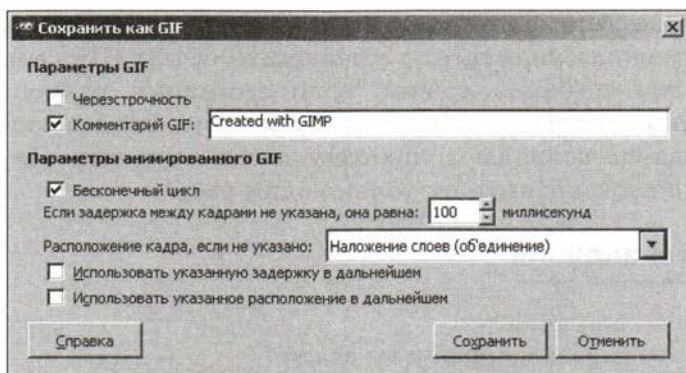 Сохранить как GIF
Параметры GIF
Черезстрочность
Комментарий GIF: Created with GIMP
Параметры анимированного GIF
Бесконечный цикл
Если задержка между кадрами не указана, она равна: 100 миллисекунд
Расположение кадра, если не указано: Наложение слоев (об'единение)
Использовать указанную задержку в дальнейшем
Использовать указанное расположение в дальнейшем
Справка Сохранить Отменить